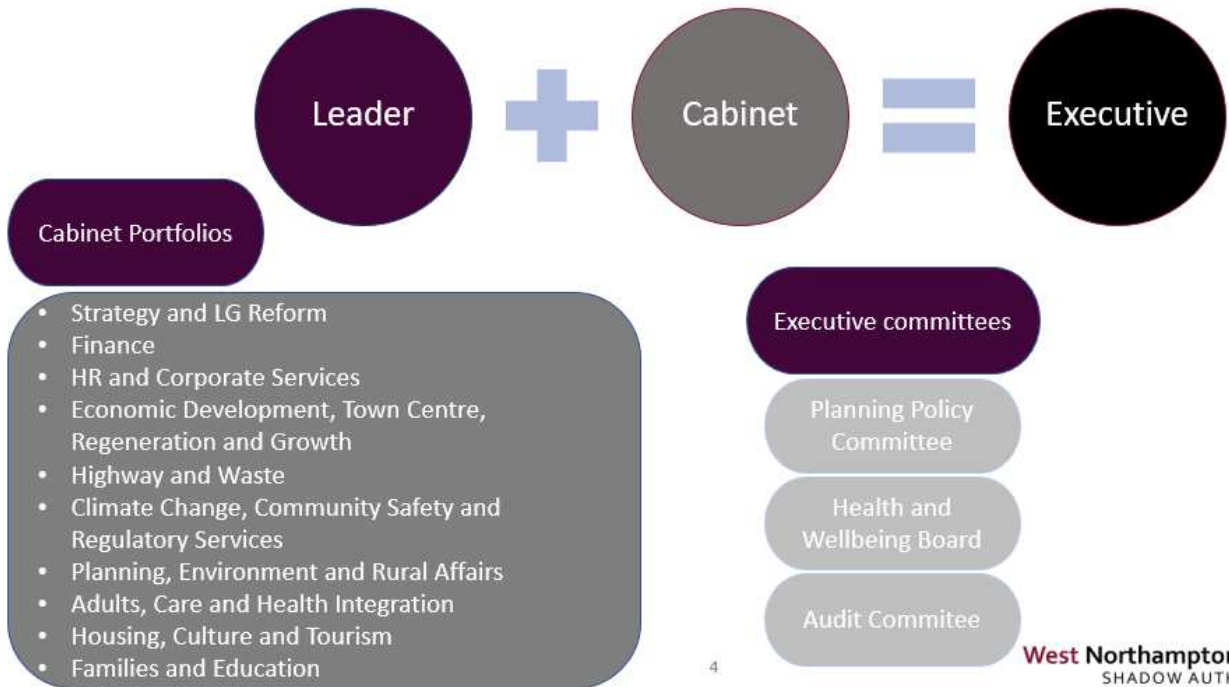 Leader
Cabinet
Executive
Cabinet Portfolios
• Strategy and LG Reform
• Finance
• HR and Corporate Services
• Economic Development, Town Centre,
Regeneration and Growth
• Highway and Waste
• Climate Change, Community Safety and
Regulatory Services
• Planning, Environment and Rural Affairs
• Adults, Care and Health Integration
• Housing, Culture and Tourism
• Families and Education
Executive committees
Planning Policy
Committee
Health and
Wellbeing Board
Audit Commitee
4
West Northampton
SHADOW AUTH